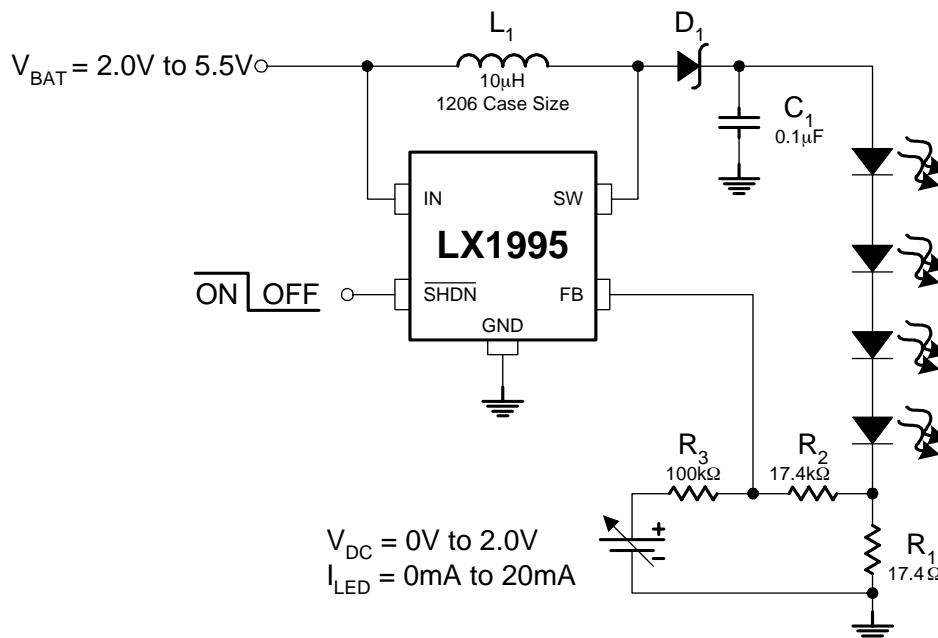 L1
D1
VBAT = 2.0V to 5.5V
10µH
1206 Case Size
C1
0.1µF
IN
SW
LX1995
ON OFF
SHDN
FB
GND
R3
100kΩ
R2
17.4kΩ
VDC = 0V to 2.0V
ILED = 0mA to 20mA
+
-
R1
17.4Ω